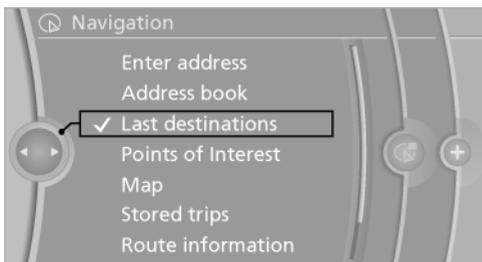 Navigation
Enter address
Address book
Last destinations
Points of Interest
Map
Stored trips
Route information